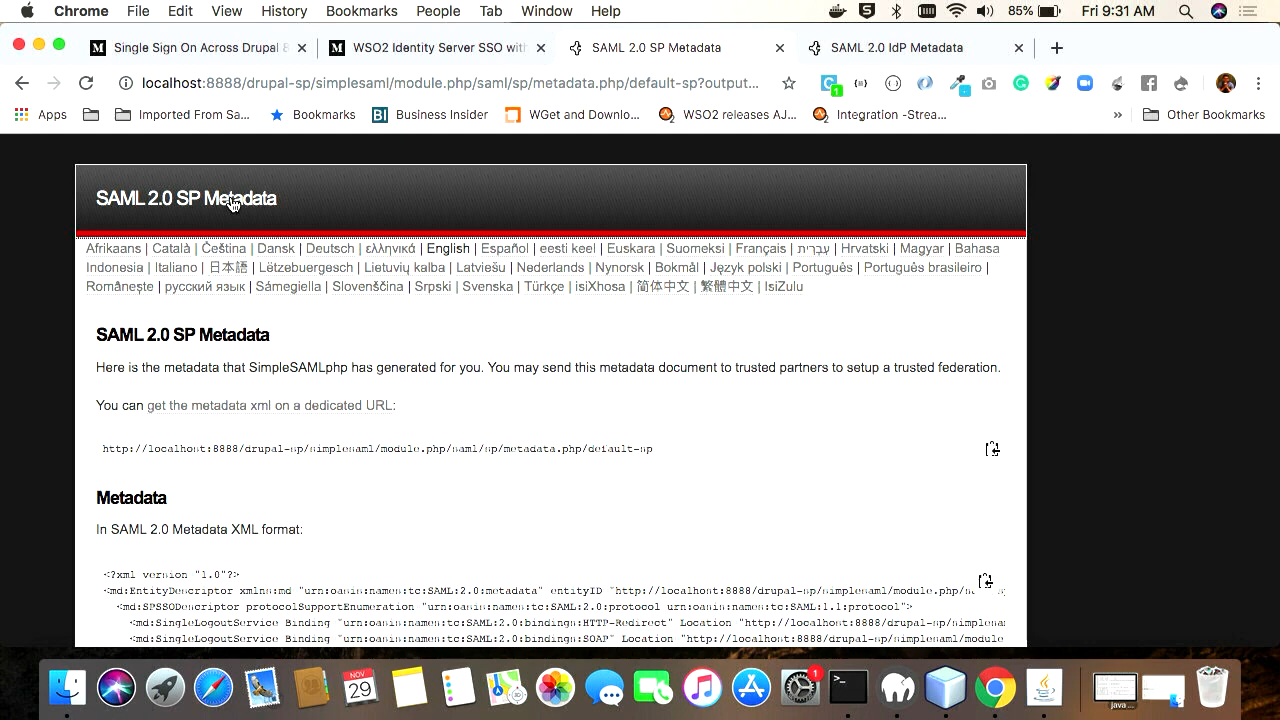 Chrome File Edit View History Bookmarks People Tab Window Help 85% Fri 9:31 AM
Single Sign On Across Drupal 8 WSO2 Identity Server SSO with SAML 2.0 SP Metadata SAML 2.0 IdP Metadata
localhost:8888/drupal-sp/simplesaml/module.php/saml/sp/metadata.php/default-sp?output...
Apps Imported From Sa... Bookmarks BI Business Insider WGet and Downlo... WSO2 releases AJ... Integration -Strea... » Other Bookmarks
SAML 2.0 SP Metadata
Afrikaans | Català | Čeština | Dansk | Deutsch | ελληνικά | English | Español | eesti keel | Euskara | Suomeksi | Français | עִבְרִית | Hrvatski | Magyar | Bahasa
Indonesia | Italiano | 日本語 | Lëtzebuergesch | Lietuvių kalba | Latviešu | Nederlands | Nynorsk | Bokmål | Język polski | Português | Português brasileiro |
Românește | русский язык | Sámegiella | Slovenščina | Srpski | Svenska | Türkçe | isiXhosa | 简体中文 | 繁體中文 | IsiZulu
SAML 2.0 SP Metadata
Here is the metadata that SimpleSAMLphp has generated for you. You may send this metadata document to trusted partners to setup a trusted federation.
You can get the metadata xml on a dedicated URL:
http://localhost:8888/drupal-sp/simplesaml/module.php/saml/sp/metadata.php/default-sp
Metadata
In SAML 2.0 Metadata XML format:
<?xml version "1.0"?>
<md:EntityDescriptor xmlns:md "urn:oasis:names:tc:SAML:2.0:metadata" entityID "http://localhost:8888/drupal-sp/simplesaml/module.php/s
<md:SPSSODescriptor protocolSupportEnumeration "urn:oasis:names:tc:SAML:2.0:protocol urn:oasis:names:tc:SAML:1.1:protocol">
<md:SingleLogoutService Binding "urn:oasis:names:tc:SAML:2.0:bindings:HTTP-Redirect" Location "http://localhost:8888/drupal-sp/simplesam
<md:SingleLogoutService Binding "urn:oasis:names:tc:SAML:2.0:bindings:SOAP" Location "http://localhost:8888/drupal-sp/simplesaml/module
NOV
29
1
java ...